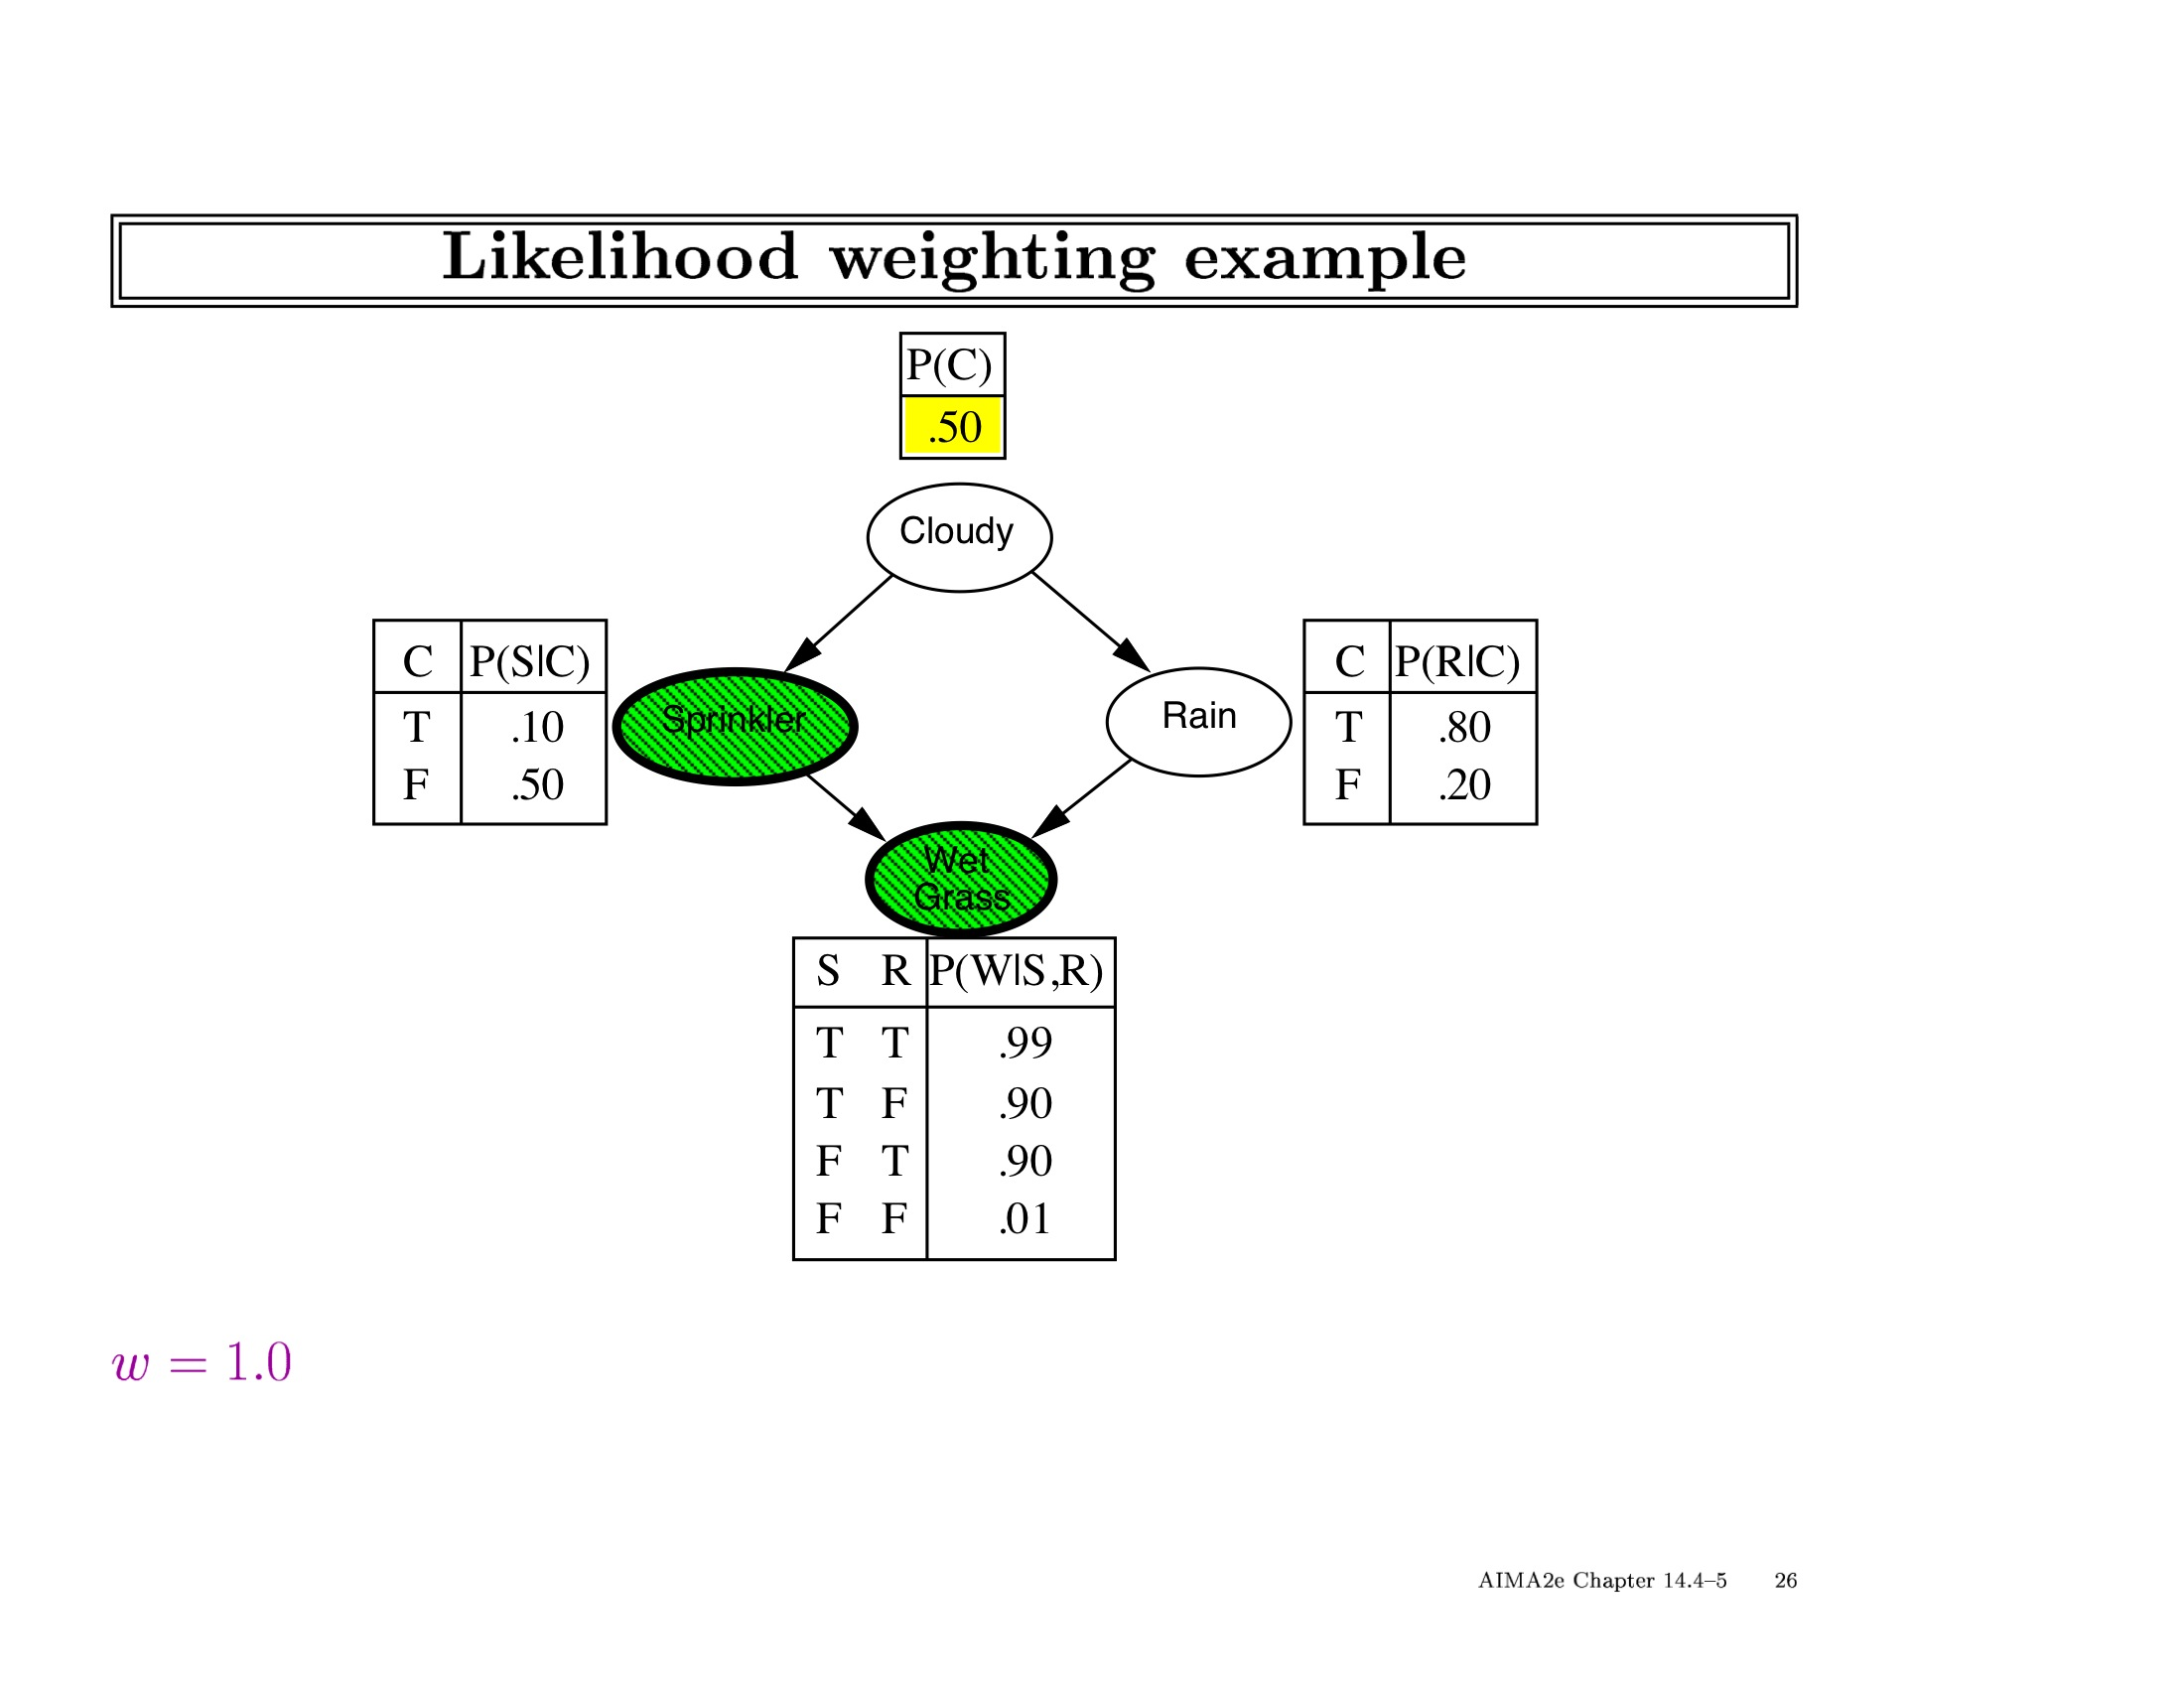 Likelihood weighting example
P(C)
.50
Cloudy
C P(S|C)
T .10
F .50
Sprinkler
Rain
C P(R|C)
T .80
F .20
Wet
Grass
S R P(W|S,R)
T T .99
T F .90
F T .90
F F .01
w = 1.0
AIMA2e Chapter 14.4–5 26